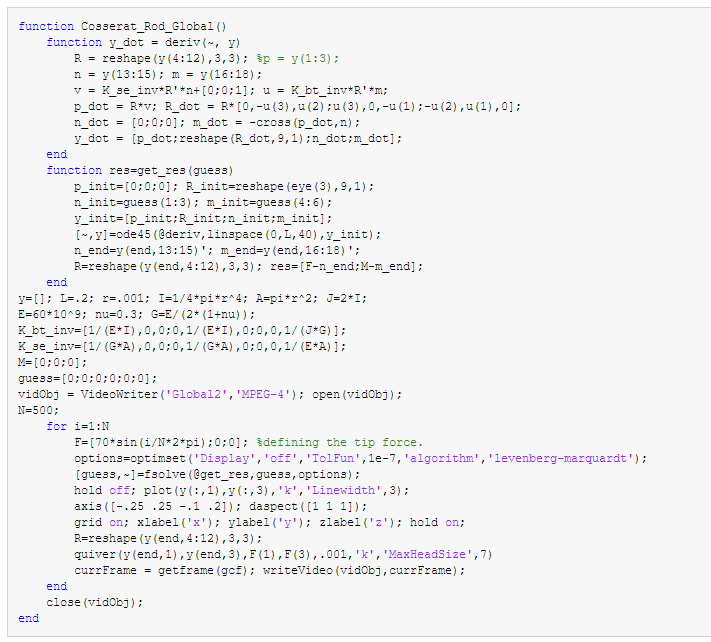 function Cosserat_Rod_Global()
    function y_dot = deriv(~, y)
        R = reshape(y(4:12),3,3); %p = y(1:3);
        n = y(13:15); m = y(16:18);
        v = K_se_inv*R'*n+[0;0;1]; u = K_bt_inv*R'*m;
        p_dot = R*v; R_dot = R*[0,-u(3),u(2);u(3),0,-u(1);-u(2),u(1),0];
        n_dot = [0;0;0]; m_dot = -cross(p_dot,n);
        y_dot = [p_dot;reshape(R_dot,9,1);n_dot;m_dot];
    end
    function res=get_res(guess)
        p_init=[0;0;0]; R_init=reshape(eye(3),9,1);
        n_init=guess(1:3); m_init=guess(4:6);
        y_init=[p_init;R_init;n_init;m_init];
        [~,y]=ode45(@deriv,linspace(0,L,40),y_init);
        n_end=y(end,13:15)'; m_end=y(end,16:18)';
        R=reshape(y(end,4:12),3,3); res=[F-n_end;M-m_end];
    end
y=[]; L=.2; r=.001; I=1/4*pi*r^4; A=pi*r^2; J=2*I;
E=60*10^9; nu=0.3; G=E/(2*(1+nu));
K_bt_inv=[1/(E*I),0,0;0,1/(E*I),0;0,0,1/(J*G)];
K_se_inv=[1/(G*A),0,0;0,1/(G*A),0;0,0,1/(E*A)];
M=[0;0;0];
guess=[0;0;0;0;0;0];
vidObj = VideoWriter('Global2','MPEG-4'); open(vidObj);
N=500;
    for i=1:N
        F=[70*sin(i/N*2*pi);0;0]; %defining the tip force.
        options=optimset('Display','off','TolFun',1e-7,'algorithm','levenberg-marquardt');
        [guess,~]=fsolve(@get_res,guess,options);
        hold off; plot(y(:,1),y(:,3),'k','Linewidth',3);
        axis([-.25 .25 -.1 .2]); daspect([1 1 1]);
        grid on; xlabel('x'); ylabel('y'); zlabel('z'); hold on;
        R=reshape(y(end,4:12),3,3);
        quiver(y(end,1),y(end,3),F(1),F(3),.001,'k','MaxHeadSize',7)
        currFrame = getframe(gcf); writeVideo(vidObj,currFrame);
    end
    close(vidObj);
end